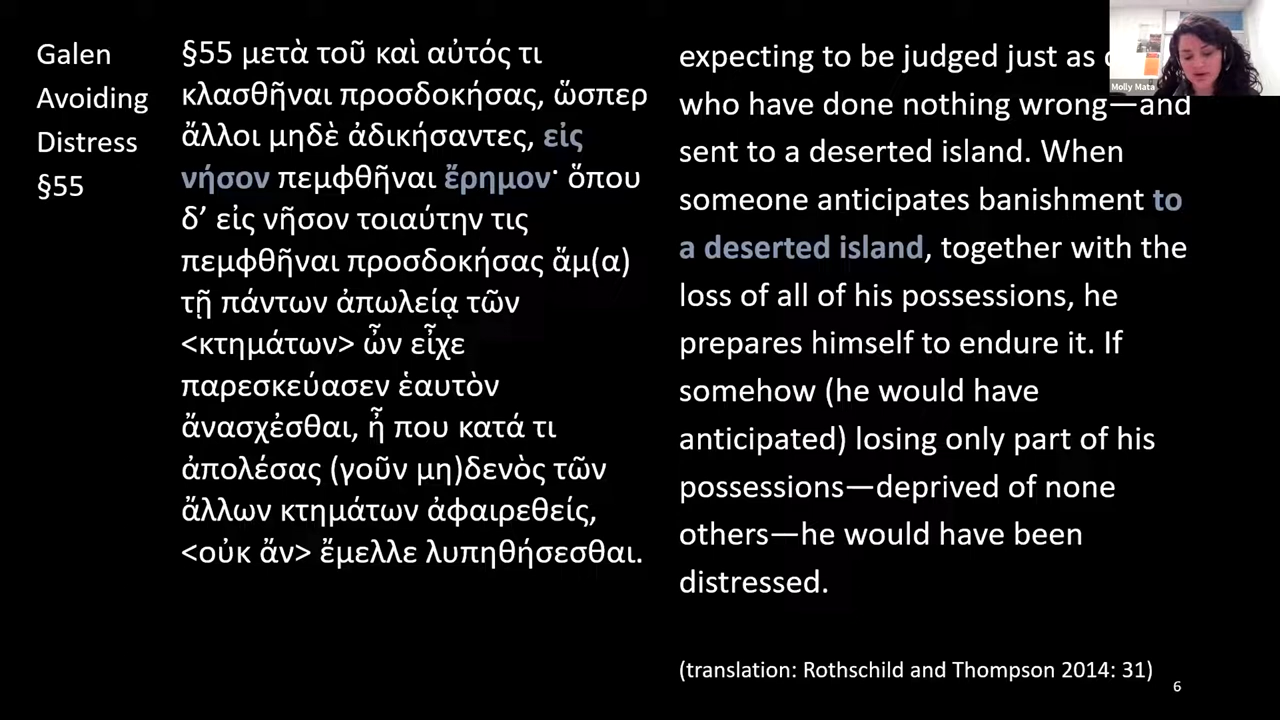 Galen
Avoiding
Distress
§55
§55 μετὰ τοῦ καὶ αὐτός τι
κλασθῆναι προσδοκήσας, ὥσπερ
ἄλλοι μηδὲ ἀδικήσαντες, εἰς
νήσον πεμφθῆναι ἔρημον· ὅπου
δ’ εἰς νῆσον τοιαύτην τις
πεμφθῆναι προσδοκήσας ἅμ(α)
τῇ πάντων ἀπωλείᾳ τῶν
<κτημάτων> ὧν εἶχε
παρεσκεύασεν ἑαυτὸν
ἄνασχἐσθαι, ἦ που κατά τι
ἀπολέσας (γοῦν μη)δενὸς τῶν
ἄλλων κτημάτων ἀφαιρεθείς,
<οὐκ ἄν> ἔμελλε λυπηθήσεσθαι.
expecting to be judged just as
who have done nothing wrong—and
sent to a deserted island. When
someone anticipates banishment to
a deserted island, together with the
loss of all of his possessions, he
prepares himself to endure it. If
somehow (he would have
anticipated) losing only part of his
possessions—deprived of none
others—he would have been
distressed.
(translation: Rothschild and Thompson 2014: 31)
6
Molly Mata